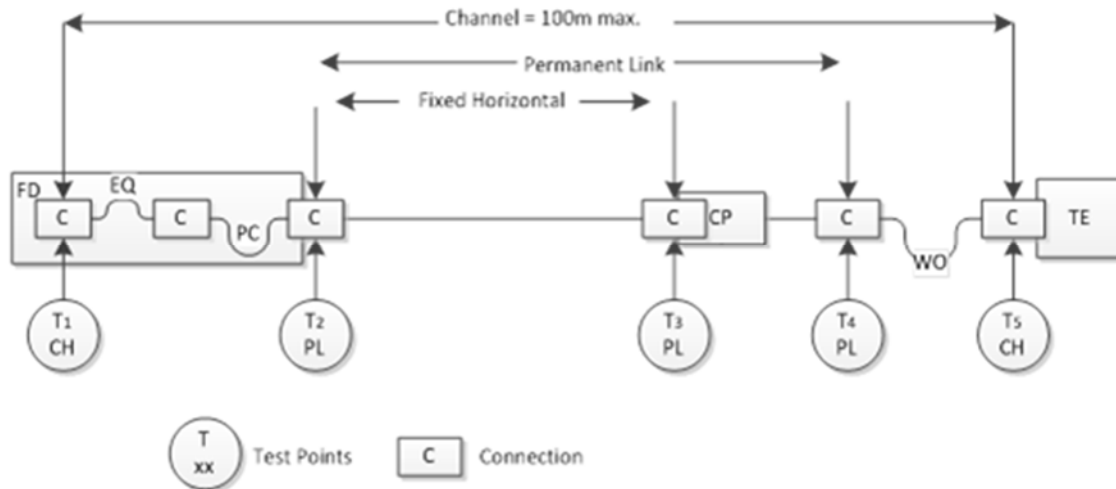 Channel = 100m max.
Permanent Link
Fixed Horizontal
FD
EQ
C
C
PC
C
C
CP
C
WO
C
TE
T1
CH
T2
PL
T3
PL
T4
PL
T5
CH
T
xx
Test Points
C
Connection